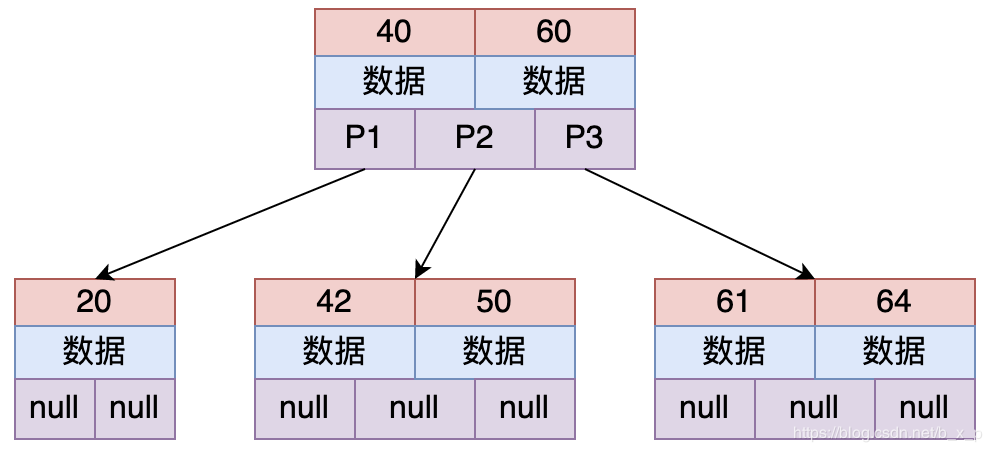 40 60
数据 数据
P1 P2 P3
20 42 50 61 64
数据 数据 数据 数据 数据
null null null null null null null null
https://blog.csdn.net/b_x_p